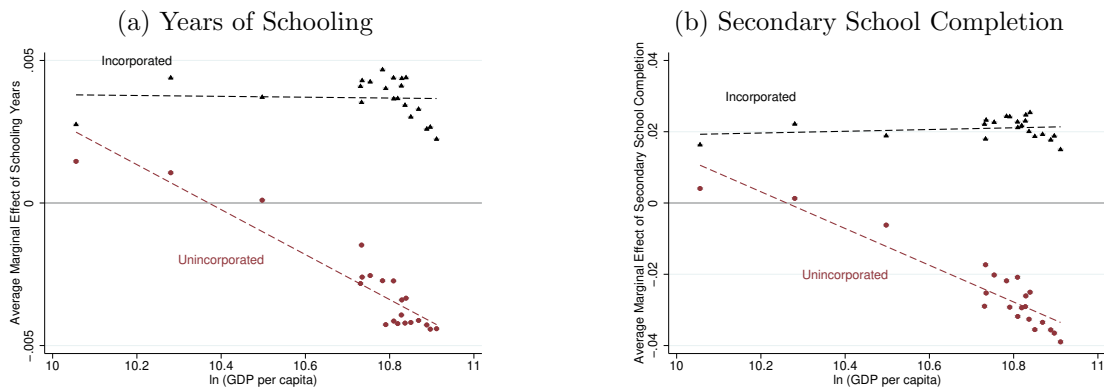 (a) Years of Schooling
Average Marginal Effect of Schooling Years
.005
0
-.005
Incorporated
Unincorporated
10
10.2
10.4
10.6
10.8
11
ln (GDP per capita)
(b) Secondary School Completion
Average Marginal Effect of Secondary School Completion
.04
.02
0
-.02
-.04
Incorporated
Unincorporated
10
10.2
10.4
10.6
10.8
11
ln (GDP per capita)